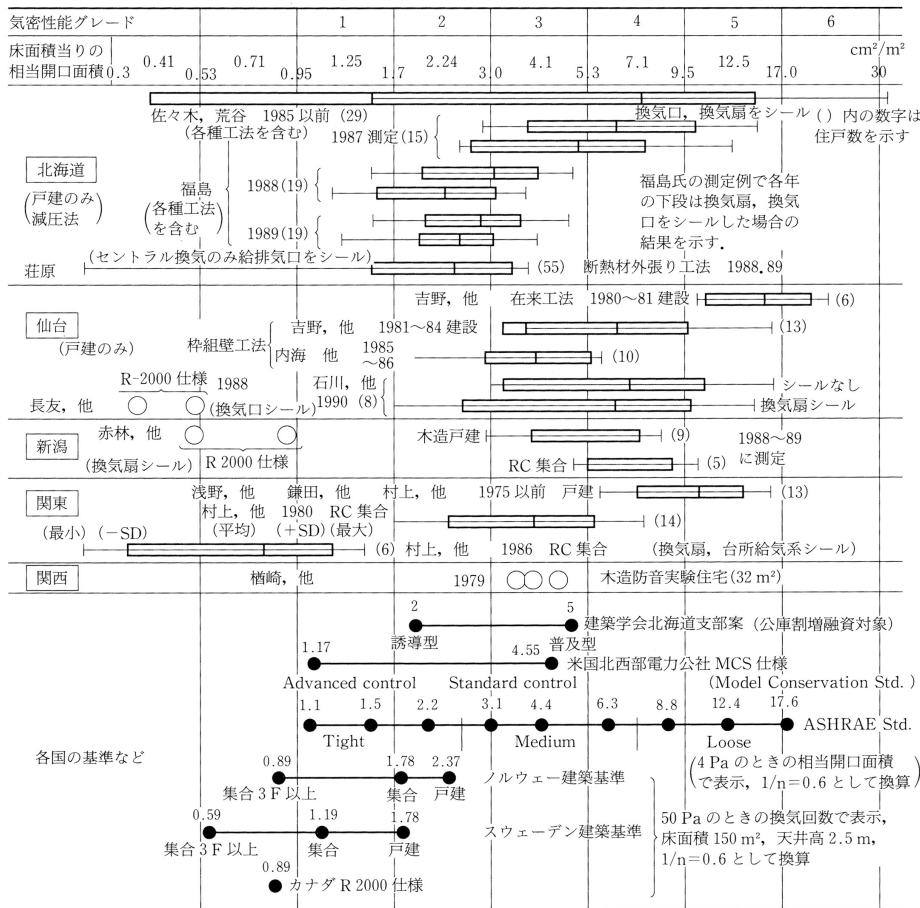 気密性能グレード 1 2 3 4 5 6
床面積当りの 0.41 0.71 1.25 2.24 4.1 7.1 12.5 cm²/m²
相当開口面積 0.3 0.53 0.95 1.7 3.0 5.3 9.5 17.0 30
佐々木, 荒谷 1985以前 (29) 換気口, 換気扇をシール
(各種工法を含む)
( ) 内の数字は
住戸数を示す
1987 測定(15)
北海道
(戸建のみ
減圧法)
福島
(各種工法
を含む)
1988(19)
1989(19)
福島氏の測定例で各年
の下段は換気扇, 換気
口をシールした場合の
結果を示す.
(セントラル換気のみ給排気口をシール)
荘原 (55) 断熱材外張り工法 1988.89
吉野, 他 在来工法 1980〜81建設 (6)
仙台
(戸建のみ)
枠組壁工法
吉野, 他 1981〜84建設 (13)
内海 他 1985
〜86 (10)
石川, 他
1990 (8)
シールなし
換気扇シール
R-2000仕様
1988
長友, 他 (換気口シール)
新潟
赤林, 他
(換気扇シール) R 2000仕様
木造戸建 (9)
RC 集合 (5)
1988〜89
に測定
関東
浅野, 他 鎌田, 他 村上, 他 1975以前 戸建 (13)
村上, 他 1980 RC 集合 (14)
(最小) (−SD) (平均) (+SD) (最大)
(6) 村上, 他 1986 RC 集合 (換気扇, 台所給気系シール)
関西 楢崎, 他 1979 木造防音実験住宅(32 m²)
各国の基準など
2 5
建築学会北海道支部案 (公庫割増融資対象)
誘導型 普及型
1.17 4.55
米国北西部電力公社 MCS 仕様
Advanced control Standard control (Model Conservation Std. )
1.1 1.5 2.2 3.1 4.4 6.3 8.8 12.4 17.6
ASHRAE Std.
Tight Medium Loose
(4 Pa のときの相当開口面積
で表示, 1/n=0.6として換算)
0.89 1.78 2.37
ノルウェー建築基準
集合3F以上 集合 戸建
0.59 1.19 1.78
スウェーデン建築基準
集合3F以上 集合 戸建
50 Pa のときの換気回数で表示,
床面積150 m², 天井高2.5 m,
1/n=0.6として換算
0.89
カナダ R 2000 仕様